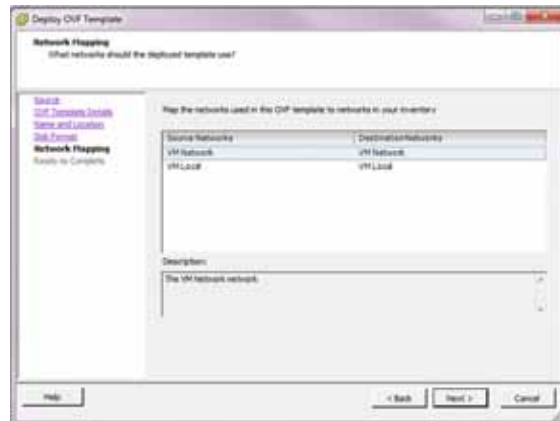 Deploy OVF Template
Network Mapping
What networks should the deployed template use?
Source
OVF Template Details
Name and Location
Disk Format
Network Mapping
Ready to Complete
Map the networks used in this OVF template to networks in your inventory
Source Networks DestinationNetworks
VM Network VM Network
VM Local VM Local
Description:
The VM Network network
Help < Back Next > Cancel